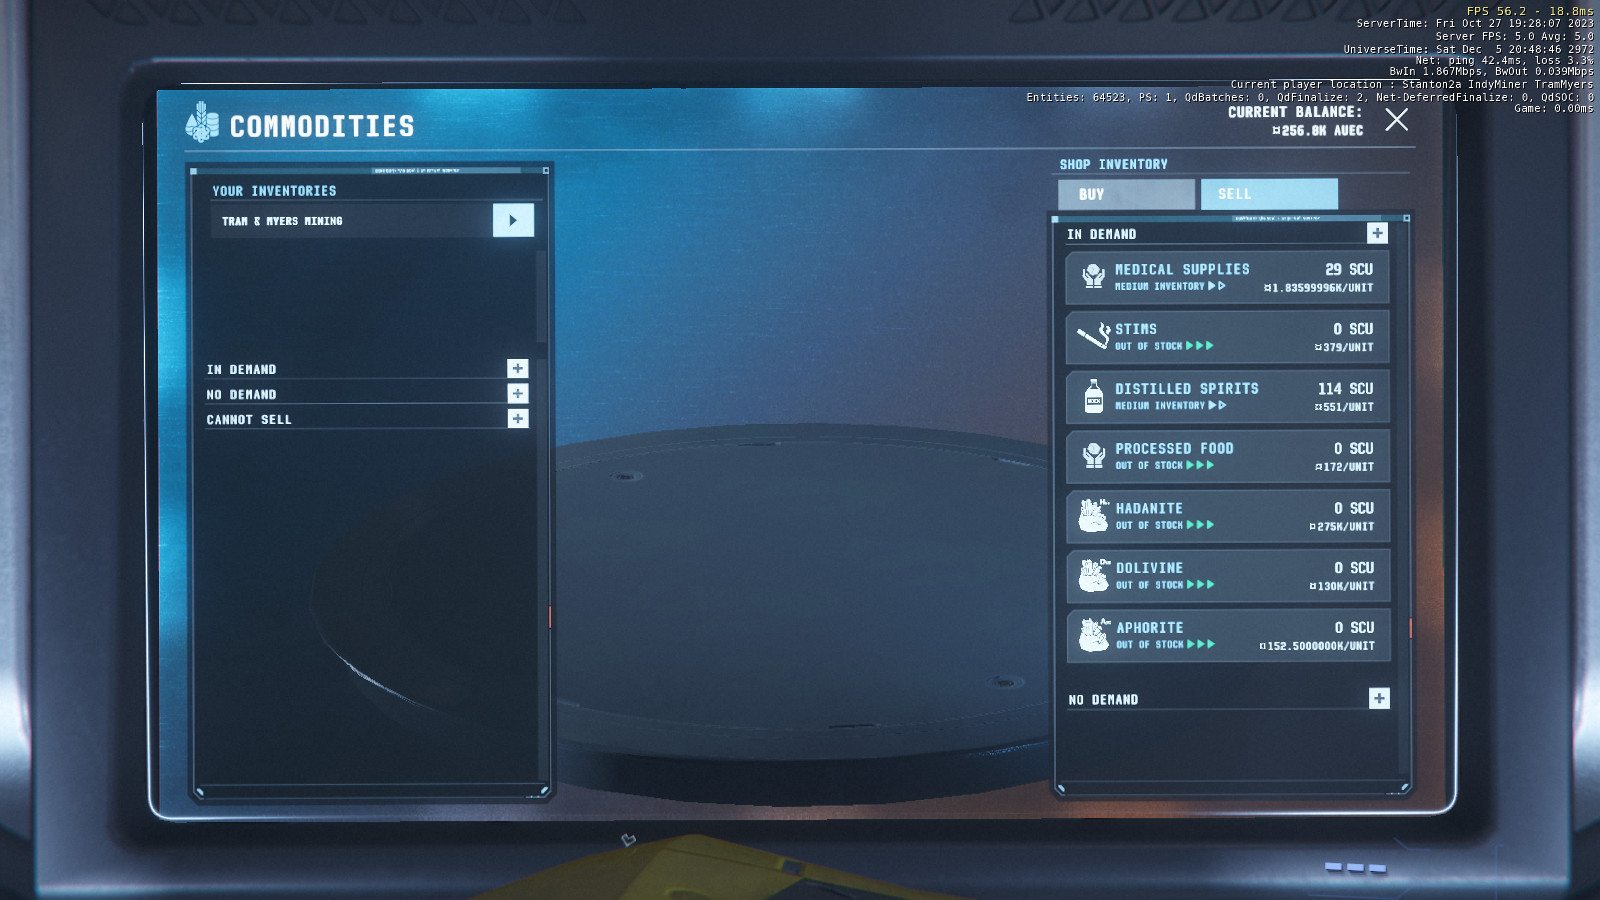 FPS 56.2 - 18.8ms
ServerTime: Fri Oct 27 19:28:07 2023
Server FPS: 5.0 Avg: 5.0
UniverseTime: Sat Dec 5 20:48:46 2972
Net: ping 42.4ms, loss 3.3%
BwIn 1.867Mbps, BwOut 0.039Mbps
Current player location : Stanton2a IndyMiner TramMyers
Entities: 64523, PS: 1, QdBatches: 0, QdFinalize: 2, Net-DeferredFinalize: 0, QdSOC: 0
Game: 0.00ms
COMMODITIES
CURRENT BALANCE:
¤256.8K AUEC
YOUR INVENTORIES
TRAM & MYERS MINING
IN DEMAND
NO DEMAND
CANNOT SELL
SHOP INVENTORY
BUY SELL
IN DEMAND
MEDICAL SUPPLIES 29 SCU
MEDIUM INVENTORY ¤1.83599996K/UNIT
STIMS 0 SCU
OUT OF STOCK ¤379/UNIT
DISTILLED SPIRITS 114 SCU
MEDIUM INVENTORY ¤551/UNIT
PROCESSED FOOD 0 SCU
OUT OF STOCK ¤172/UNIT
HADANITE 0 SCU
OUT OF STOCK ¤275K/UNIT
DOLIVINE 0 SCU
OUT OF STOCK ¤130K/UNIT
APHORITE 0 SCU
OUT OF STOCK ¤152.5000000K/UNIT
NO DEMAND